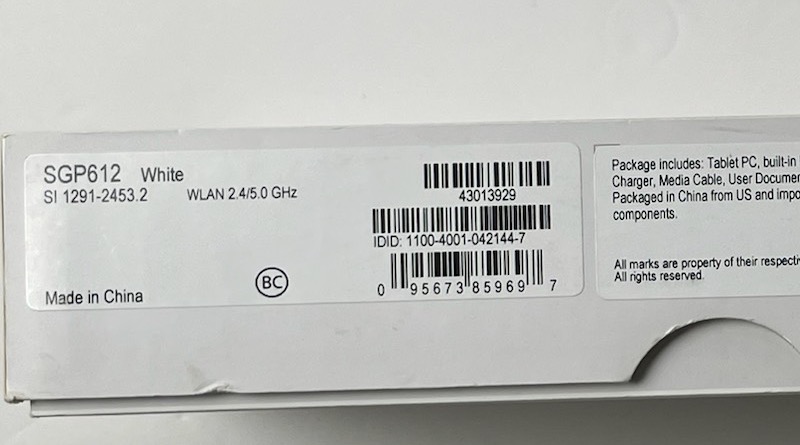 SGP612 White
SI 1291-2453.2 WLAN 2.4/5.0 GHz
43013929
IDID: 1100-4001-042144-7
BC
0 95673 85969 7
Made in China
Package includes: Tablet PC, built-in
Charger, Media Cable, User
Packaged in China from US and
components.
All marks are property of their
All rights reserved.